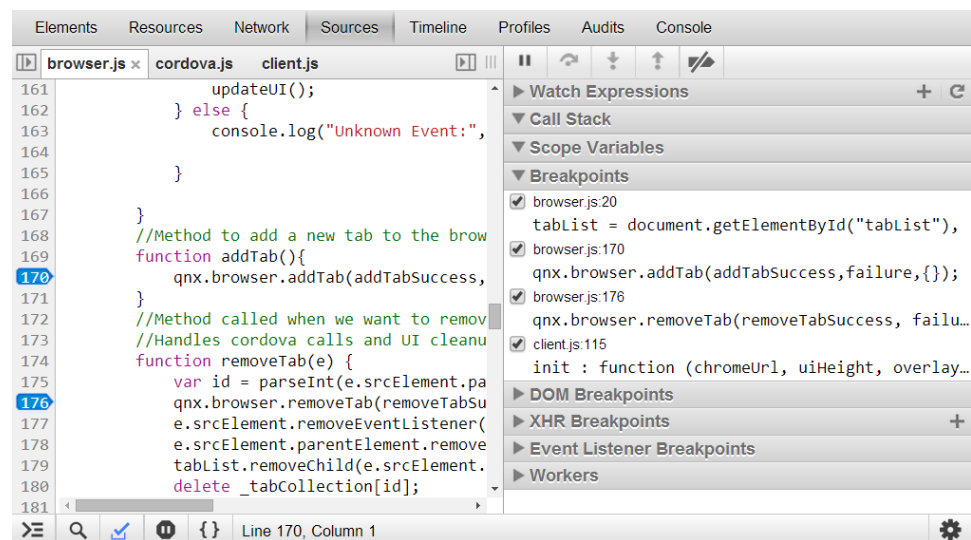 Elements Resources Network Sources Timeline Profiles Audits Console
browser.js × cordova.js client.js
161 updateUI();
162 } else {
163 console.log("Unknown Event:",
164
165 }
166
167 }
168 //Method to add a new tab to the brow
169 function addTab(){
170 qnx.browser.addTab(addTabSuccess,
171 }
172 //Method called when we want to remov
173 //Handles cordova calls and UI cleanu
174 function removeTab(e) {
175 var id = parseInt(e.srcElement.pa
176 qnx.browser.removeTab(removeTabSu
177 e.srcElement.removeEventListener(
178 e.srcElement.parentElement.remove
179 tabList.removeChild(e.srcElement.
180 delete _tabCollection[id];
181
Watch Expressions
Call Stack
Scope Variables
Breakpoints
browser.js:20
tabList = document.getElementById("tabList"),
browser.js:170
qnx.browser.addTab(addTabSuccess,failure,{});
browser.js:176
qnx.browser.removeTab(removeTabSuccess, failu…
client.js:115
init : function (chromeUrl, uiHeight, overlay…
DOM Breakpoints
XHR Breakpoints
Event Listener Breakpoints
Workers
{ } Line 170, Column 1